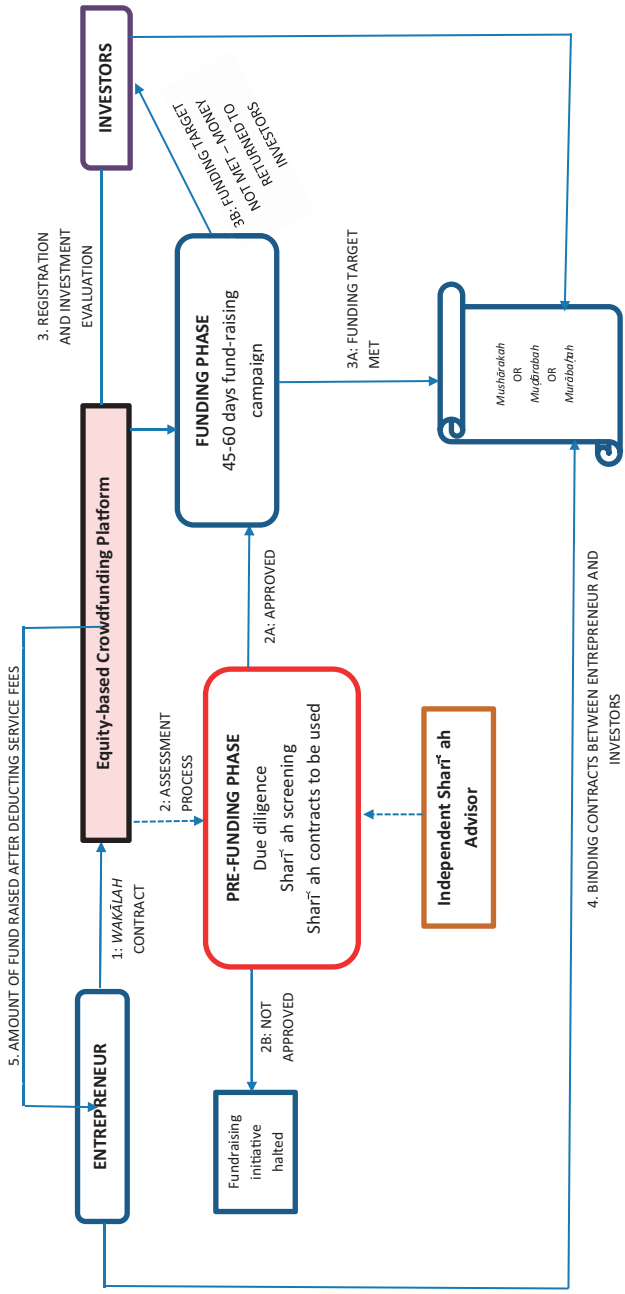 5. AMOUNT OF FUND RAISED AFTER DEDUCTING SERVICE FEES
ENTREPRENEUR
1: WAKĀLAH
CONTRACT
Equity-based Crowdfunding Platform
3. REGISTRATION
AND INVESTMENT
EVALUATION
INVESTORS
2: ASSESSMENT
PROCESS
3B: FUNDING TARGET
NOT MET – MONEY
RETURNED TO
INVESTORS
Fundraising
initiative
halted
2B: NOT
APPROVED
PRE-FUNDING PHASE
Due diligence
Sharīʿah screening
Sharīʿah contracts to be used
2A: APPROVED
FUNDING PHASE
45-60 days fund-raising
campaign
3A: FUNDING TARGET
MET
Independent Sharīʿah
Advisor
Mushārakah
OR
Muḍārabah
OR
Murābaḥah
4. BINDING CONTRACTS BETWEEN ENTREPRENEUR AND
INVESTORS